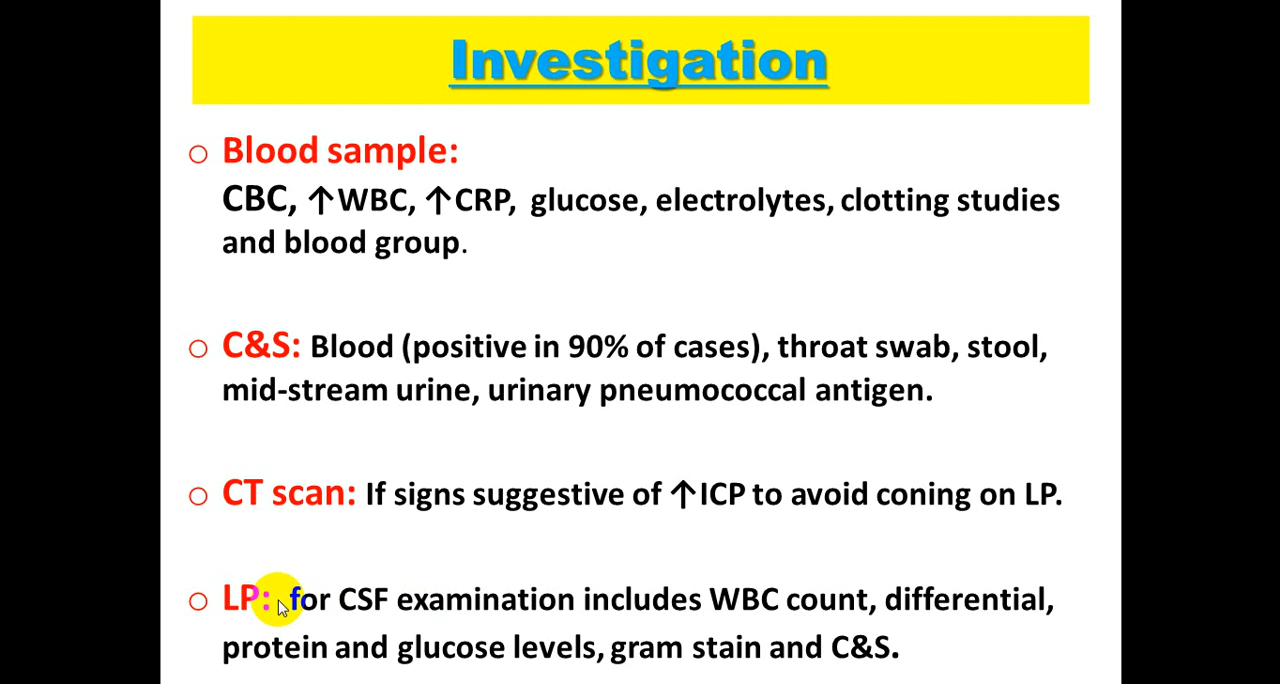 Investigation
Blood sample:
CBC, ↑WBC, ↑CRP, glucose, electrolytes, clotting studies
and blood group.
C&S: Blood (positive in 90% of cases), throat swab, stool,
mid-stream urine, urinary pneumococcal antigen.
CT scan: If signs suggestive of ↑ICP to avoid coning on LP.
LP: for CSF examination includes WBC count, differential,
protein and glucose levels, gram stain and C&S.